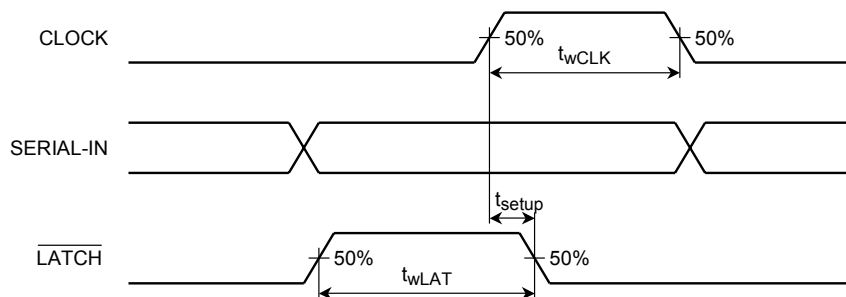 CLOCK
50%
50%
twCLK
SERIAL-IN
tsetup
LATCH
50%
50%
twLAT